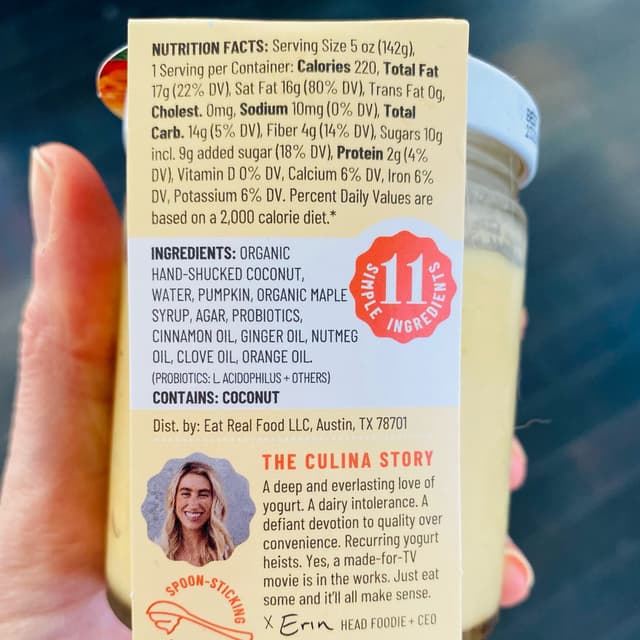 NUTRITION FACTS: Serving Size 5 oz (142g),
1 Serving per Container: Calories 220, Total Fat
17g (22% DV), Sat Fat 16g (80% DV), Trans Fat 0g,
Cholest. 0mg, Sodium 10mg (0% DV), Total
Carb. 14g (5% DV), Fiber 4g (14% DV), Sugars 10g
incl. 9g added sugar (18% DV), Protein 2g (4%
DV), Vitamin D 0% DV, Calcium 6% DV, Iron 6%
DV, Potassium 6% DV. Percent Daily Values are
based on a 2,000 calorie diet.*
INGREDIENTS: ORGANIC
HAND-SHUCKED COCONUT,
WATER, PUMPKIN, ORGANIC MAPLE
SYRUP, AGAR, PROBIOTICS,
CINNAMON OIL, GINGER OIL, NUTMEG
OIL, CLOVE OIL, ORANGE OIL.
(PROBIOTICS: L. ACIDOPHILUS + OTHERS)
CONTAINS: COCONUT
11
SIMPLE INGREDIENTS
Dist. by: Eat Real Food LLC, Austin, TX 78701
THE CULINA STORY
A deep and everlasting love of
yogurt. A dairy intolerance. A
defiant devotion to quality over
convenience. Recurring yogurt
heists. Yes, a made-for-TV
movie is in the works. Just eat
some and it'll all make sense.
X Erin HEAD FOODIE + CEO
SPOON-STICKING